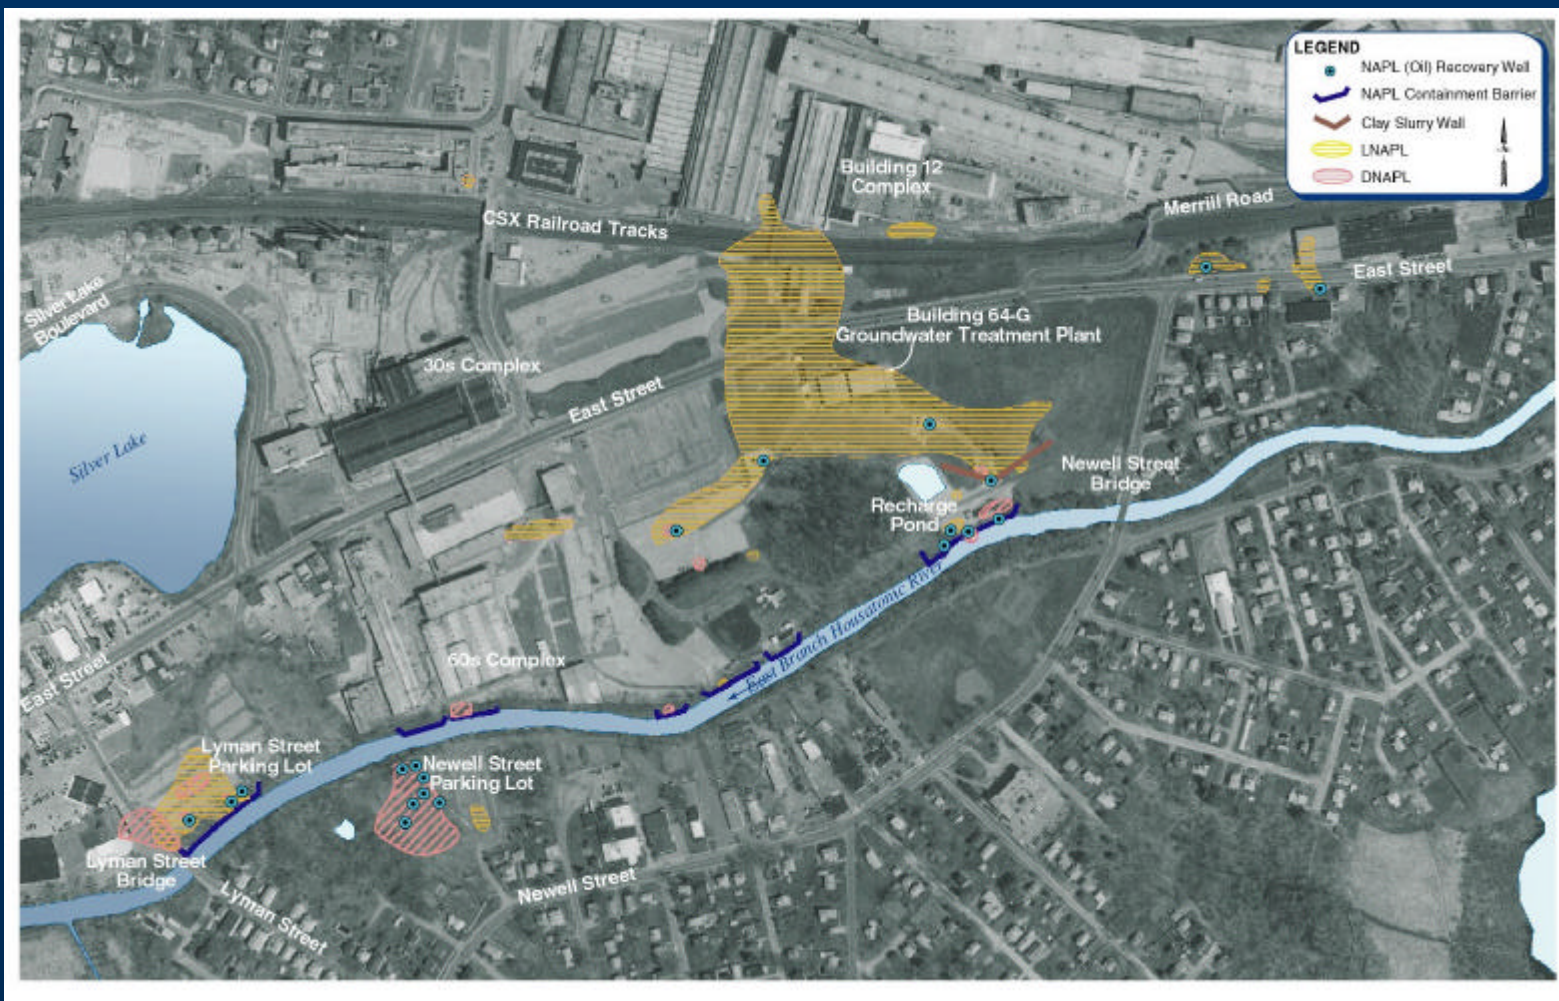 LEGEND
NAPL (Oil) Recovery Well
NAPL Containment Barrier
Clay Slurry Wall
LNAPL
DNAPL
Building 12
Complex
Merrill Road
CSX Railroad Tracks
East Street
Silver Lake
Boulevard
Building 64-G
Groundwater Treatment Plant
30s Complex
East Street
Silver Lake
Newell Street
Bridge
Recharge
Pond
East Branch Housatonic River
60s Complex
East Street
Lyman Street
Parking Lot
Newell Street
Parking Lot
Lyman Street
Bridge
Newell Street
Lyman Street